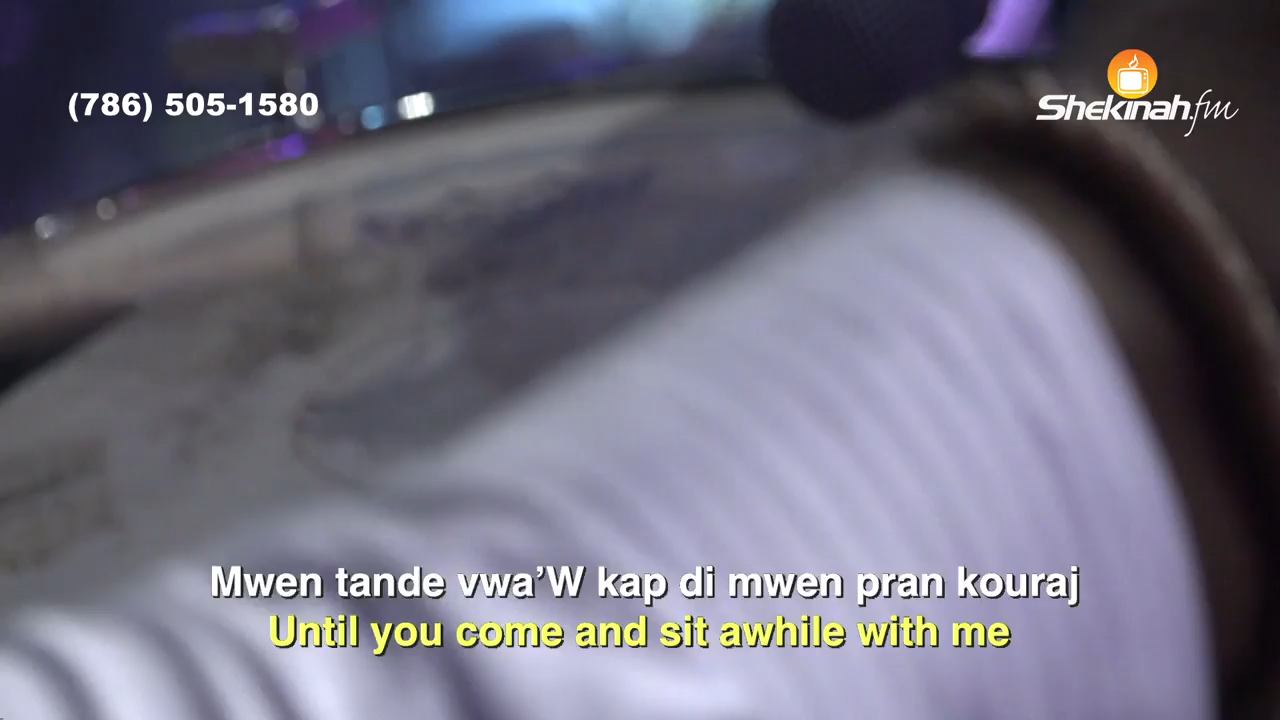 (786) 505-1580
Shekinah.fm
Mwen tande vwa’W kap di mwen pran kouraj
Until you come and sit awhile with me